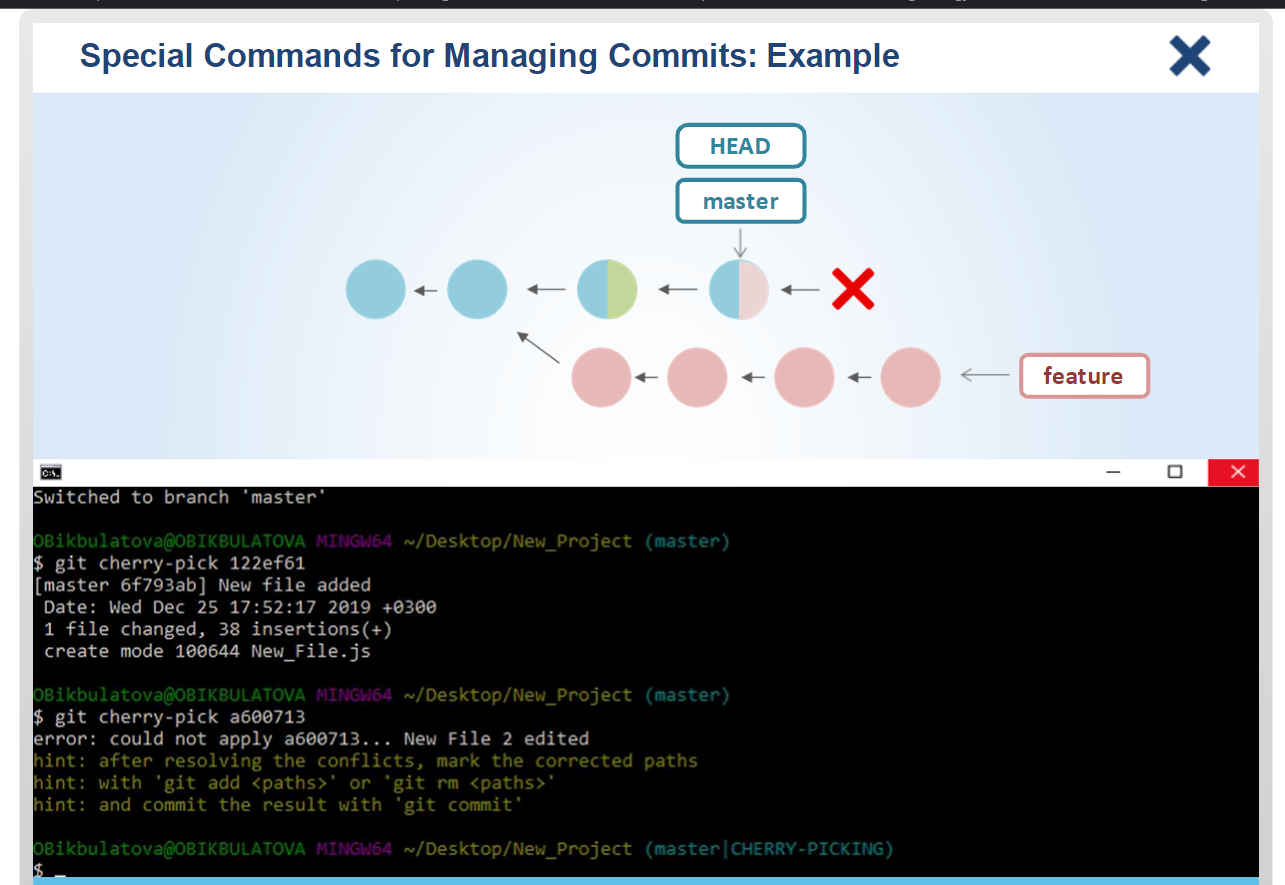 Special Commands for Managing Commits: Example
HEAD
master
feature
C:\.
Switched to branch 'master'
OBikbulatova@OBIKBULATOVA MINGW64 ~/Desktop/New_Project (master)
$ git cherry-pick 122ef61
[master 6f793ab] New file added
Date: Wed Dec 25 17:52:17 2019 +0300
1 file changed, 38 insertions(+)
create mode 100644 New_File.js
OBikbulatova@OBIKBULATOVA MINGW64 ~/Desktop/New_Project (master)
$ git cherry-pick a600713
error: could not apply a600713... New File 2 edited
hint: after resolving the conflicts, mark the corrected paths
hint: with 'git add <paths>' or 'git rm <paths>'
hint: and commit the result with 'git commit'
OBikbulatova@OBIKBULATOVA MINGW64 ~/Desktop/New_Project (master|CHERRY-PICKING)
$ _